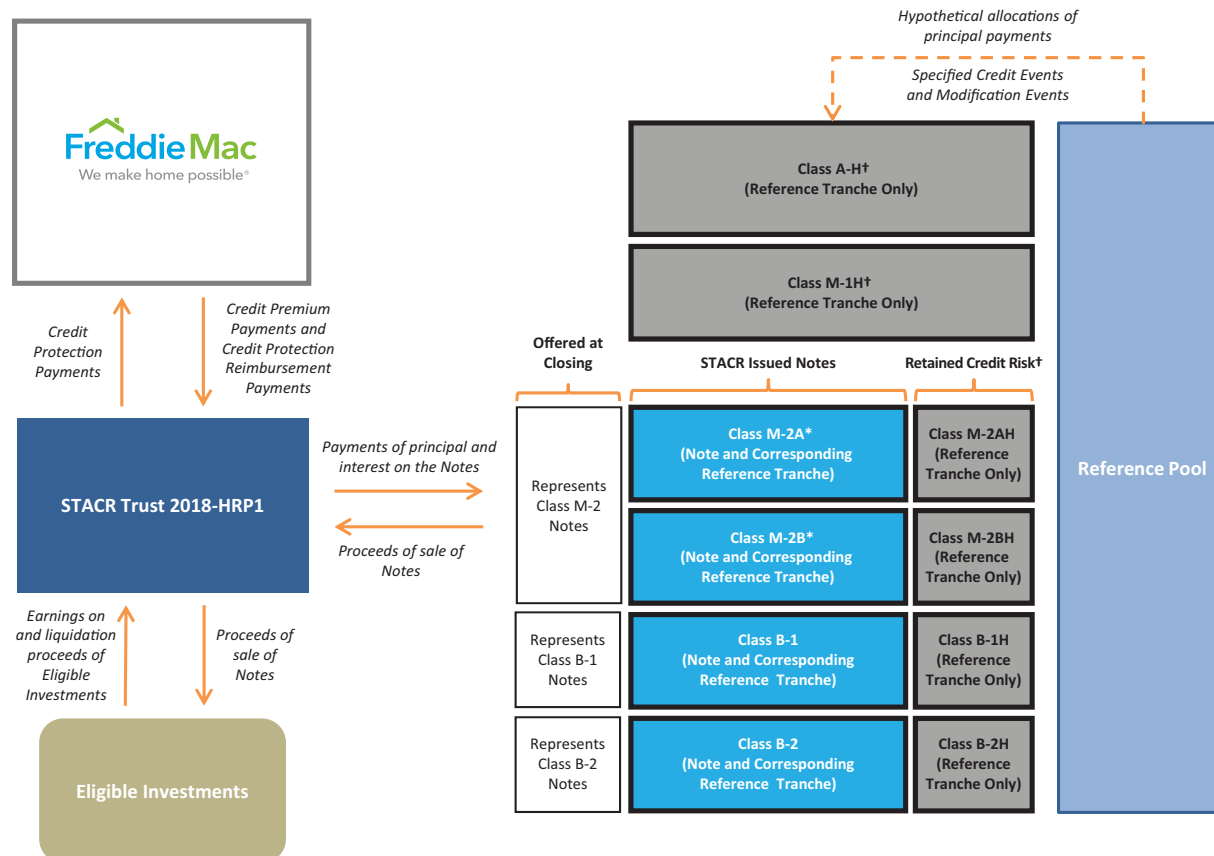 Hypothetical allocations of
principal payments
Specified Credit Events
and Modification Events
FreddieMac
We make home possible®
Class A-H†
(Reference Tranche Only)
Class M-1H†
(Reference Tranche Only)
Credit
Protection
Payments
Credit Premium
Payments and
Credit Protection
Reimbursement
Payments
Offered at
Closing
STACR Issued Notes
Retained Credit Risk†
STACR Trust 2018-HRP1
Payments of principal and
interest on the Notes
Proceeds of sale of
Notes
Represents
Class M-2
Notes
Class M-2A*
(Note and Corresponding
Reference Tranche)
Class M-2AH
(Reference
Tranche Only)
Class M-2B*
(Note and Corresponding
Reference Tranche)
Class M-2BH
(Reference
Tranche Only)
Represents
Class B-1
Notes
Class B-1
(Note and Corresponding
Reference Tranche)
Class B-1H
(Reference
Tranche Only)
Represents
Class B-2
Notes
Class B-2
(Note and Corresponding
Reference Tranche)
Class B-2H
(Reference
Tranche Only)
Reference Pool
Earnings on
and liquidation
proceeds of
Eligible
Investments
Proceeds of
sale of
Notes
Eligible Investments